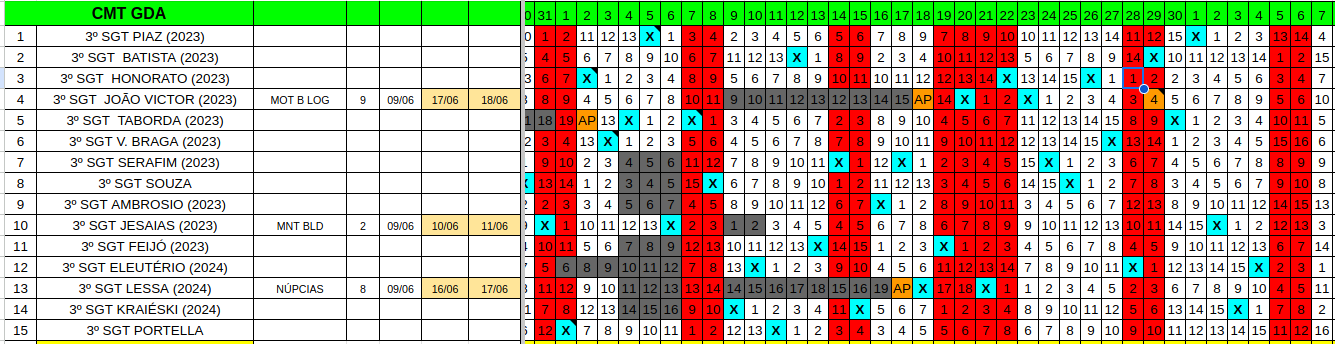 CMT GDA 31 1 2 3 4 5 6 7 8 9 10 11 12 13 14 15 16 17 18 19 20 21 22 23 24 25 26 27 28 29 30 1 2 3 4 5 6 7
1 3º SGT PIAZ (2023) 1 2 11 12 13 X 1 3 4 2 3 4 5 6 5 6 7 8 9 7 8 9 10 10 11 12 13 14 11 12 15 X 1 2 3 13 14 4
2 3º SGT BATISTA (2023) 4 5 6 7 8 9 10 6 7 11 12 13 X 1 8 9 2 3 4 10 11 12 13 5 6 7 8 9 14 X 1 2 3 4 5 1 2 15
3 3º SGT HONORATO (2023) 6 7 X 1 2 3 4 8 9 5 6 7 8 9 10 11 10 11 12 12 13 14 X 13 14 15 X 1 1 2 2 3 4 5 6 3 4 7
4 3º SGT JOÃO VICTOR (2023) MOT B LOG 9 09/06 17/06 18/06 8 9 4 5 6 7 8 10 11 9 10 11 12 13 12 13 14 15 AP 14 X 1 2 X 1 2 3 4 3 4 5 6 7 8 9 5 6 10
5 3º SGT TABORDA (2023) 18 19 AP 13 X 1 2 X 1 3 4 5 6 7 2 3 8 9 10 4 5 6 7 11 12 13 14 15 8 9 X 1 2 3 4 10 11 5
6 3º SGT V. BRAGA (2023) 3 4 13 X 1 2 3 5 6 4 5 6 7 8 7 8 9 10 11 9 10 11 12 12 13 14 15 X 13 14 1 2 3 4 5 15 16 6
7 3º SGT SERAFIM (2023) 9 10 2 3 4 5 6 11 12 7 8 9 10 11 X 1 12 X 1 2 3 4 5 2 X 1 2 3 6 7 4 5 6 7 8 8 9 9
8 3º SGT SOUZA 13 14 1 2 3 4 5 15 X 6 7 8 9 10 1 2 11 12 13 3 4 5 6 14 15 X 1 2 7 8 3 4 5 6 7 9 10 8
9 3º SGT AMBROSIO (2023) 2 3 3 4 5 6 7 4 5 8 9 10 11 12 6 7 X 1 2 8 9 10 11 3 4 5 6 7 12 13 8 9 10 11 12 14 15 13
10 3º SGT JESAIAS (2023) MNT BLD 2 09/06 10/06 11/06 X 1 10 11 12 13 X 2 3 1 2 3 4 5 4 5 6 7 8 6 7 8 9 9 10 11 12 13 10 11 14 15 X 1 2 12 13 3
11 3º SGT FEIJÓ (2023) 10 11 5 6 7 8 9 12 13 10 11 12 13 X 14 15 1 2 3 X 1 2 3 4 5 6 7 8 4 5 9 10 11 12 13 6 7 14
12 3º SGT ELEUTÉRIO (2024) 5 6 8 9 10 11 12 7 8 13 X 1 2 3 9 10 4 5 6 11 12 13 14 7 8 9 10 11 X 1 12 13 14 15 X 2 3 1
13 3º SGT LESSA (2024) NÚPCIAS 8 09/06 16/06 17/06 11 12 9 10 11 12 13 13 14 14 15 16 17 18 15 16 19 AP X 17 18 X 1 1 2 3 4 5 2 3 6 7 8 9 10 4 5 11
14 3º SGT KRAIÉSKI (2024) 7 8 12 13 14 15 16 9 10 X 1 2 3 4 11 X 5 6 7 1 2 3 4 8 9 10 11 12 5 6 13 14 15 X 1 7 8 2
15 3º SGT PORTELLA 12 X 7 8 9 10 11 1 2 12 13 X 1 2 3 4 3 4 5 5 6 7 8 6 7 8 9 10 9 10 11 12 13 14 15 11 12 16